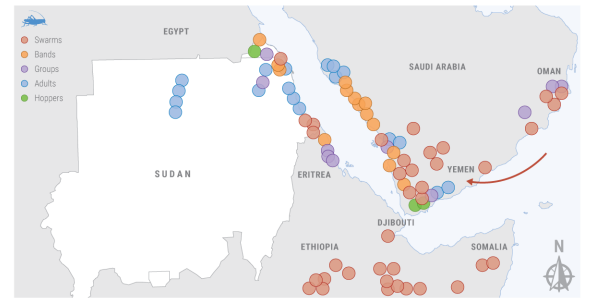 EGYPT
Swarms
Bands
Groups
Adults
Hoppers
SAUDI ARABIA
OMAN
SUDAN
ERITREA
YEMEN
DJIBOUTI
ETHIOPIA
SOMALIA
N